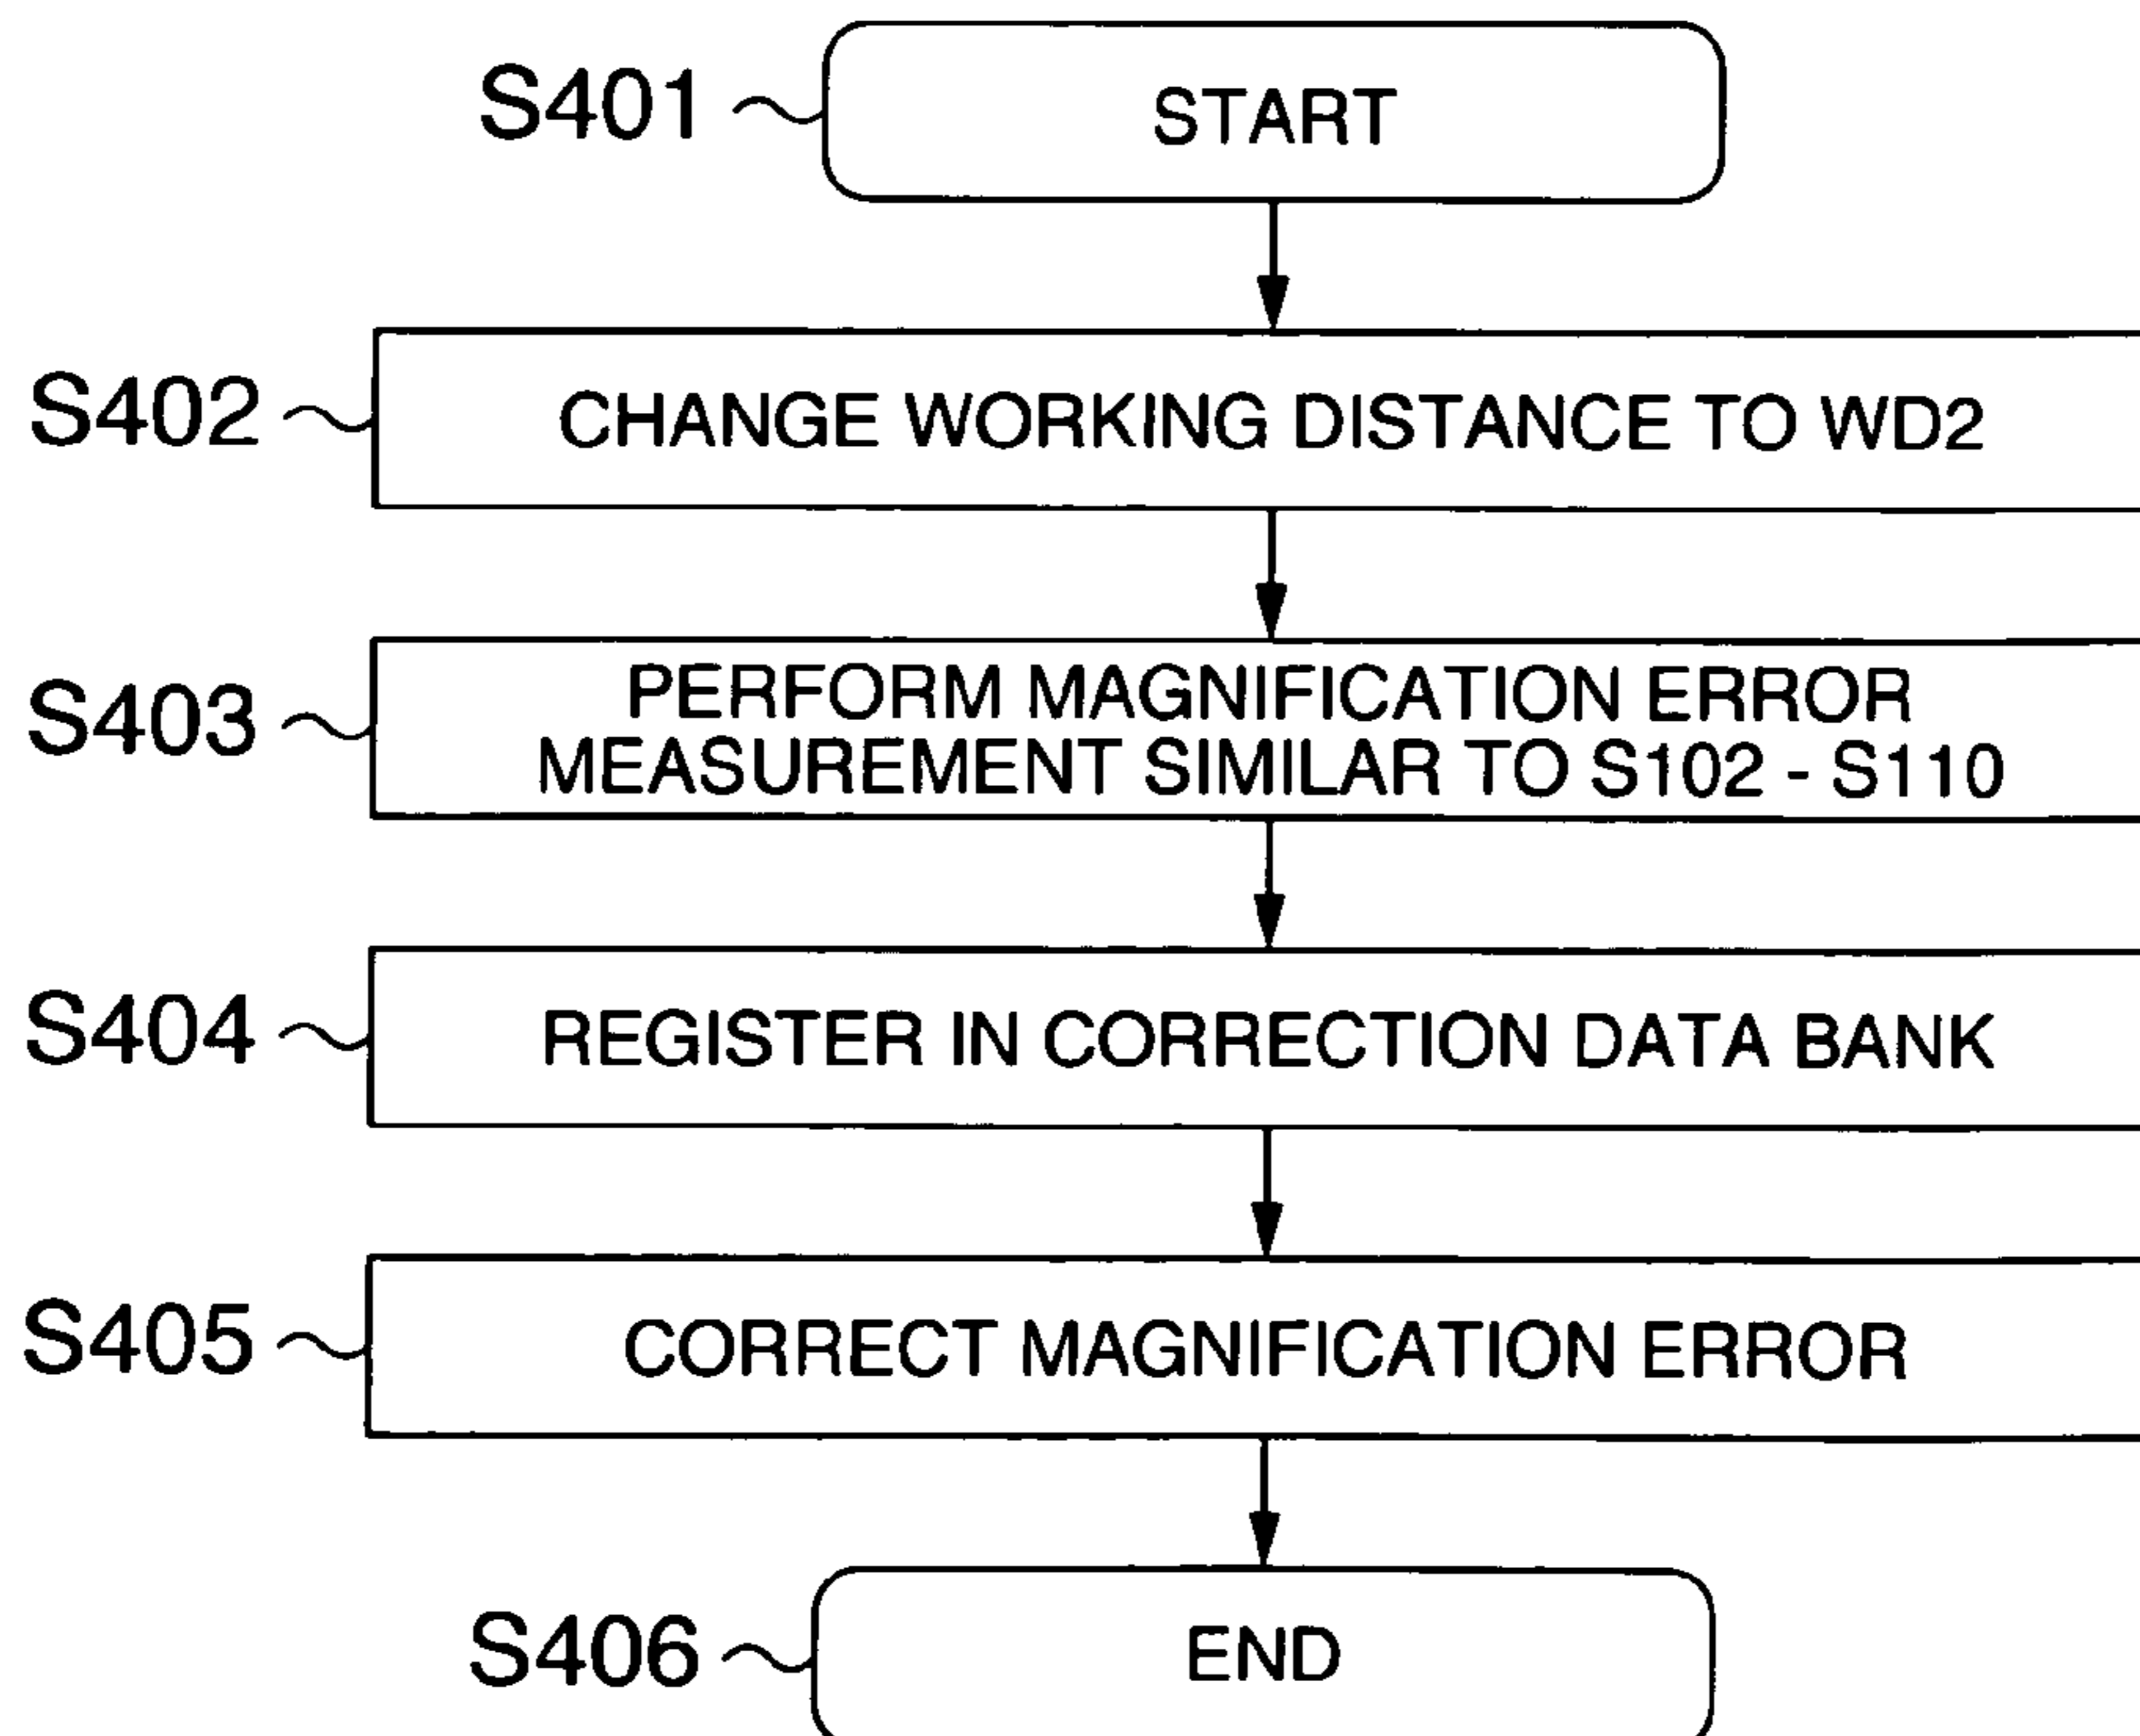 S401 START
S402 CHANGE WORKING DISTANCE TO WD2
S403 PERFORM MAGNIFICATION ERROR
MEASUREMENT SIMILAR TO S102 - S110
S404 REGISTER IN CORRECTION DATA BANK
S405 CORRECT MAGNIFICATION ERROR
S406 END